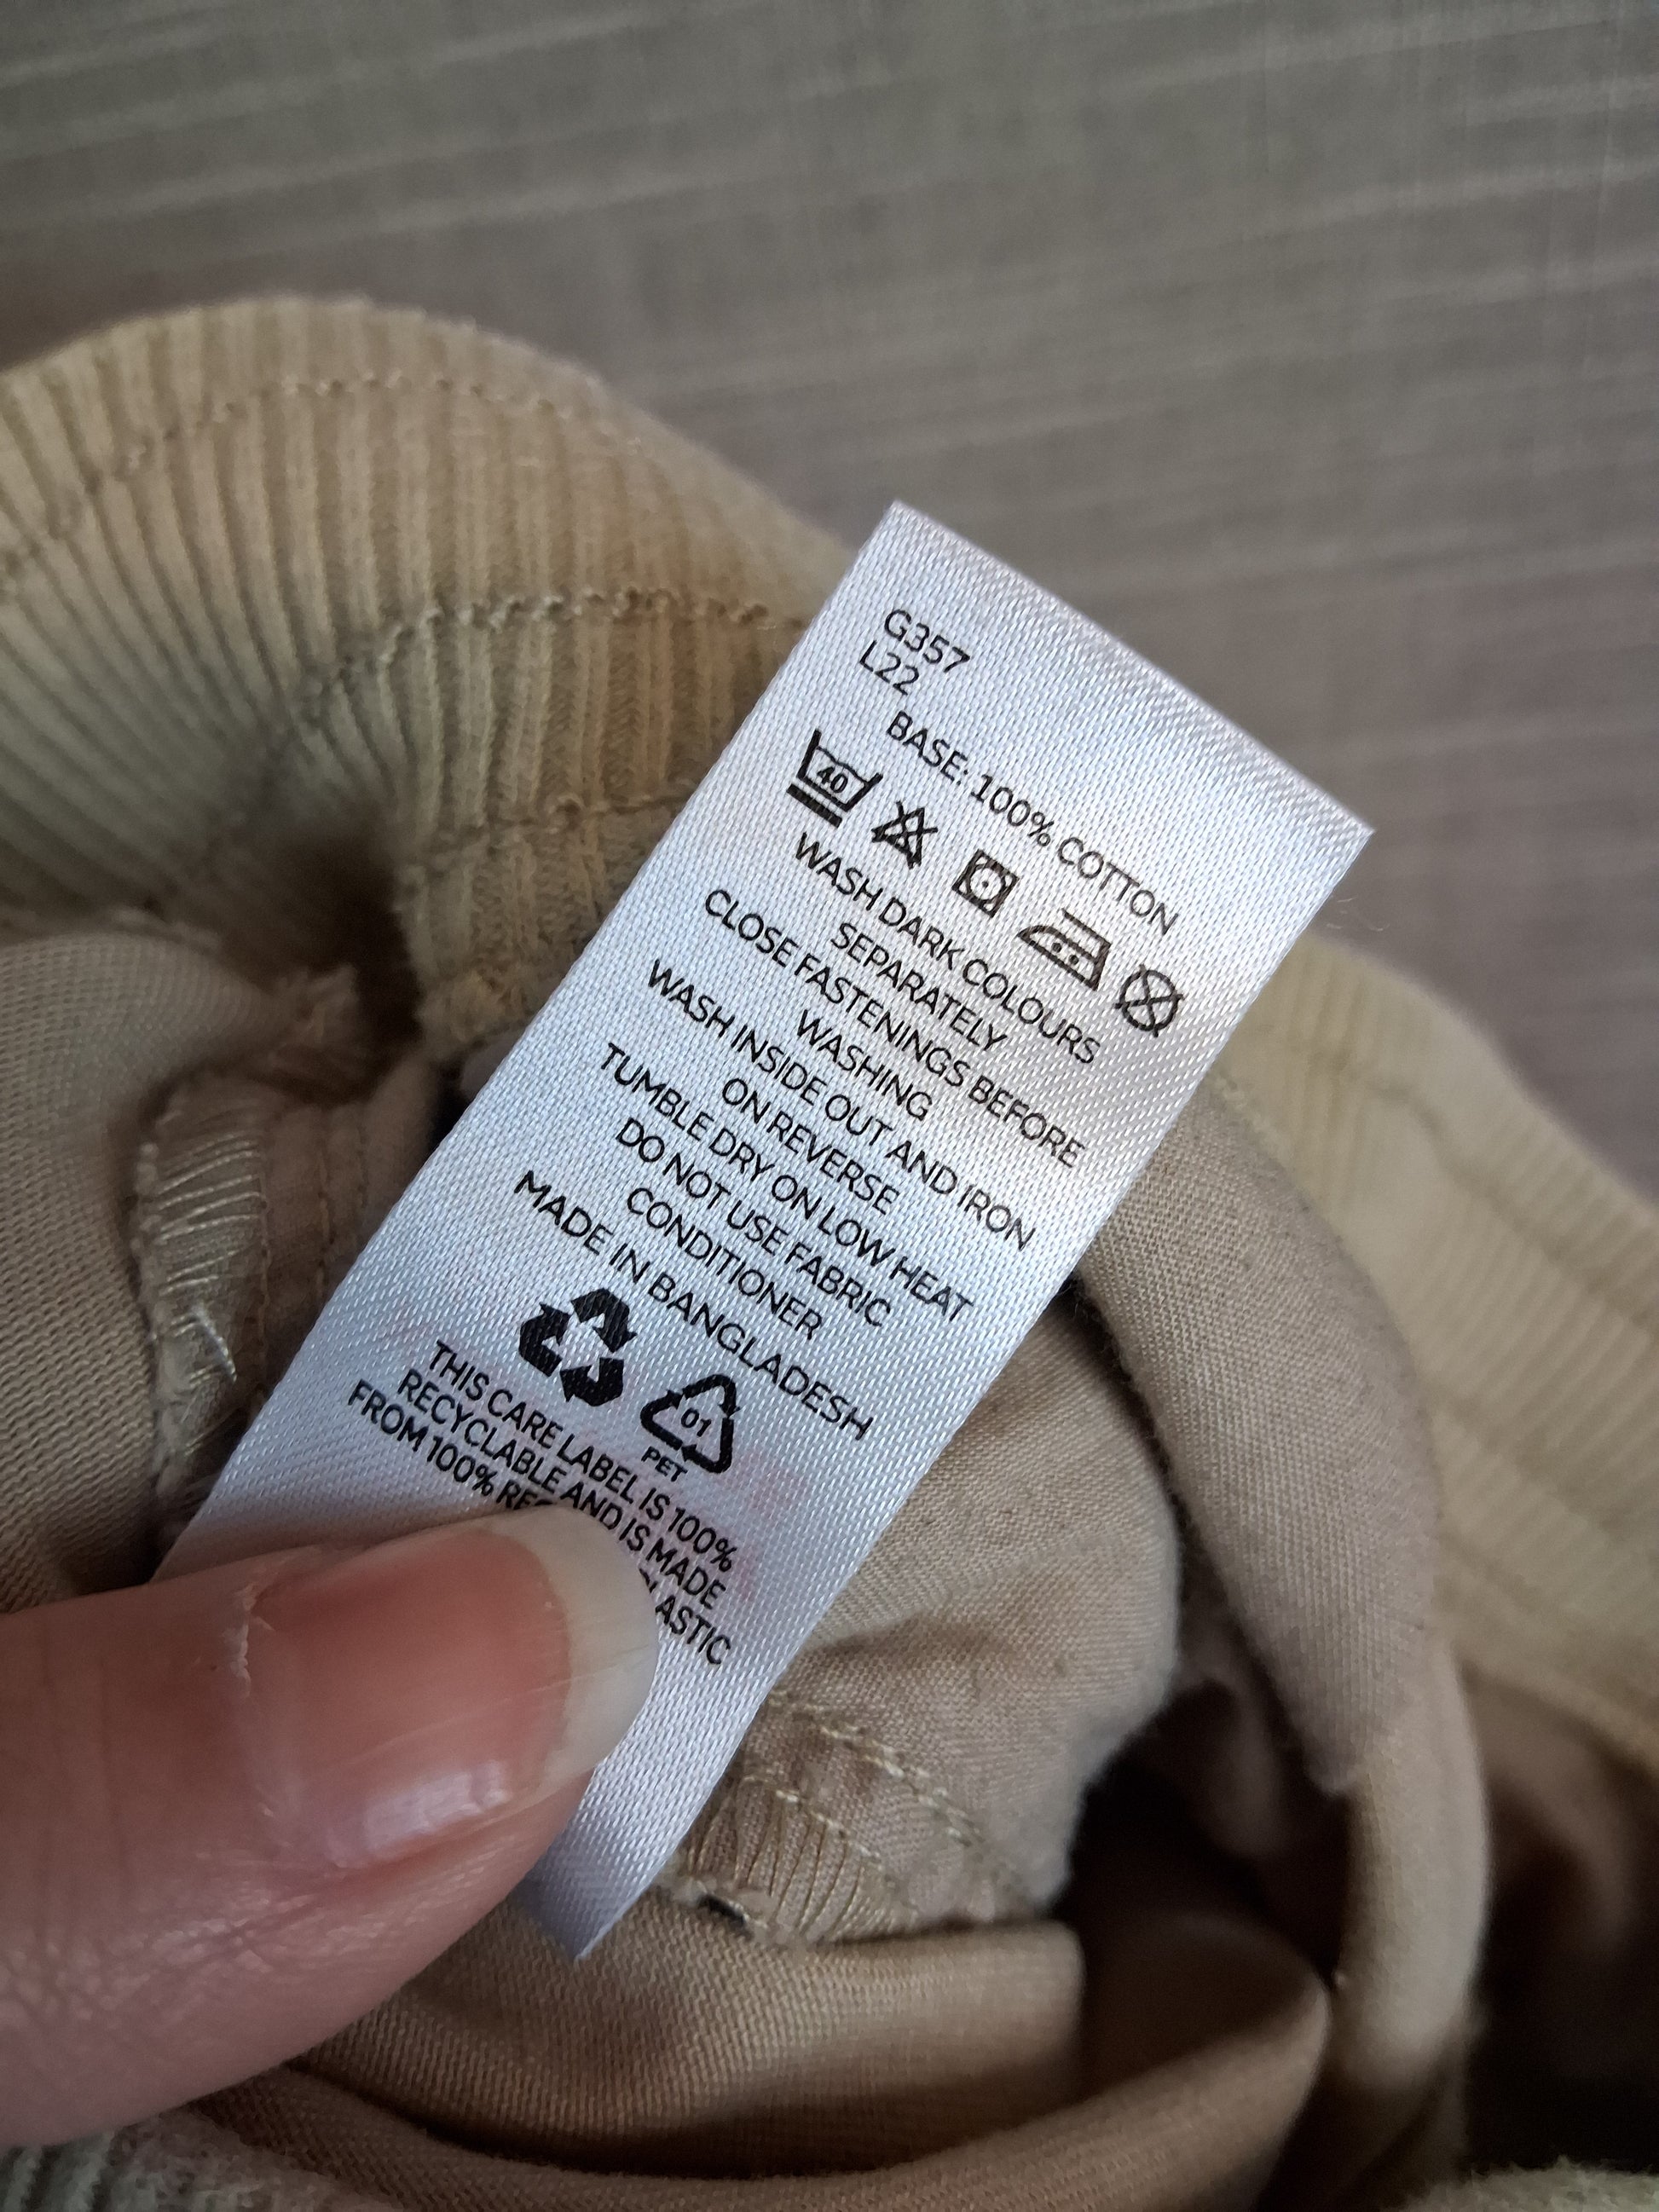 G357
L22
BASE: 100% COTTON
40
WASH DARK COLOURS
SEPARATELY
CLOSE FASTENINGS BEFORE
WASHING
WASH INSIDE OUT AND IRON
ON REVERSE
TUMBLE DRY ON LOW HEAT
DO NOT USE FABRIC
CONDITIONER
MADE IN BANGLADESH
01
PET
THIS CARE LABEL IS 100%
RECYCLABLE AND IS MADE
FROM 100% PLASTIC